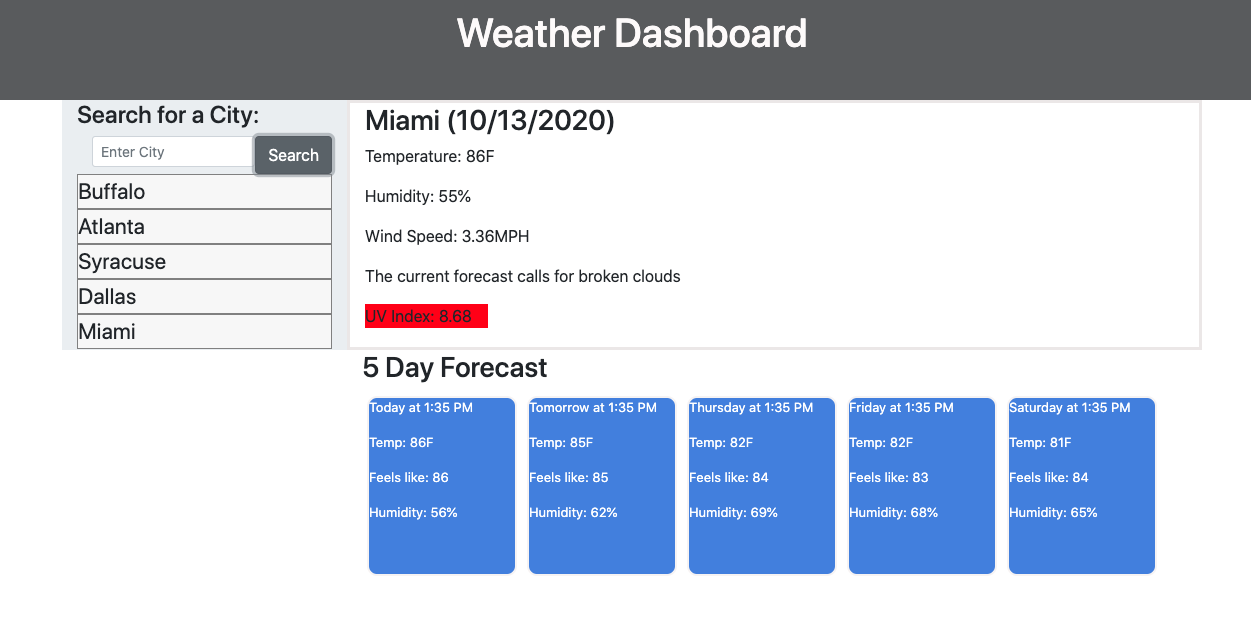 Weather Dashboard
Search for a City:
Enter City
Search
Buffalo
Atlanta
Syracuse
Dallas
Miami
Miami (10/13/2020)
Temperature: 86F
Humidity: 55%
Wind Speed: 3.36MPH
The current forecast calls for broken clouds
UV Index: 8.68
5 Day Forecast
Today at 1:35 PM
Temp: 86F
Feels like: 86
Humidity: 56%
Tomorrow at 1:35 PM
Temp: 85F
Feels like: 85
Humidity: 62%
Thursday at 1:35 PM
Temp: 82F
Feels like: 84
Humidity: 69%
Friday at 1:35 PM
Temp: 82F
Feels like: 83
Humidity: 68%
Saturday at 1:35 PM
Temp: 81F
Feels like: 84
Humidity: 65%